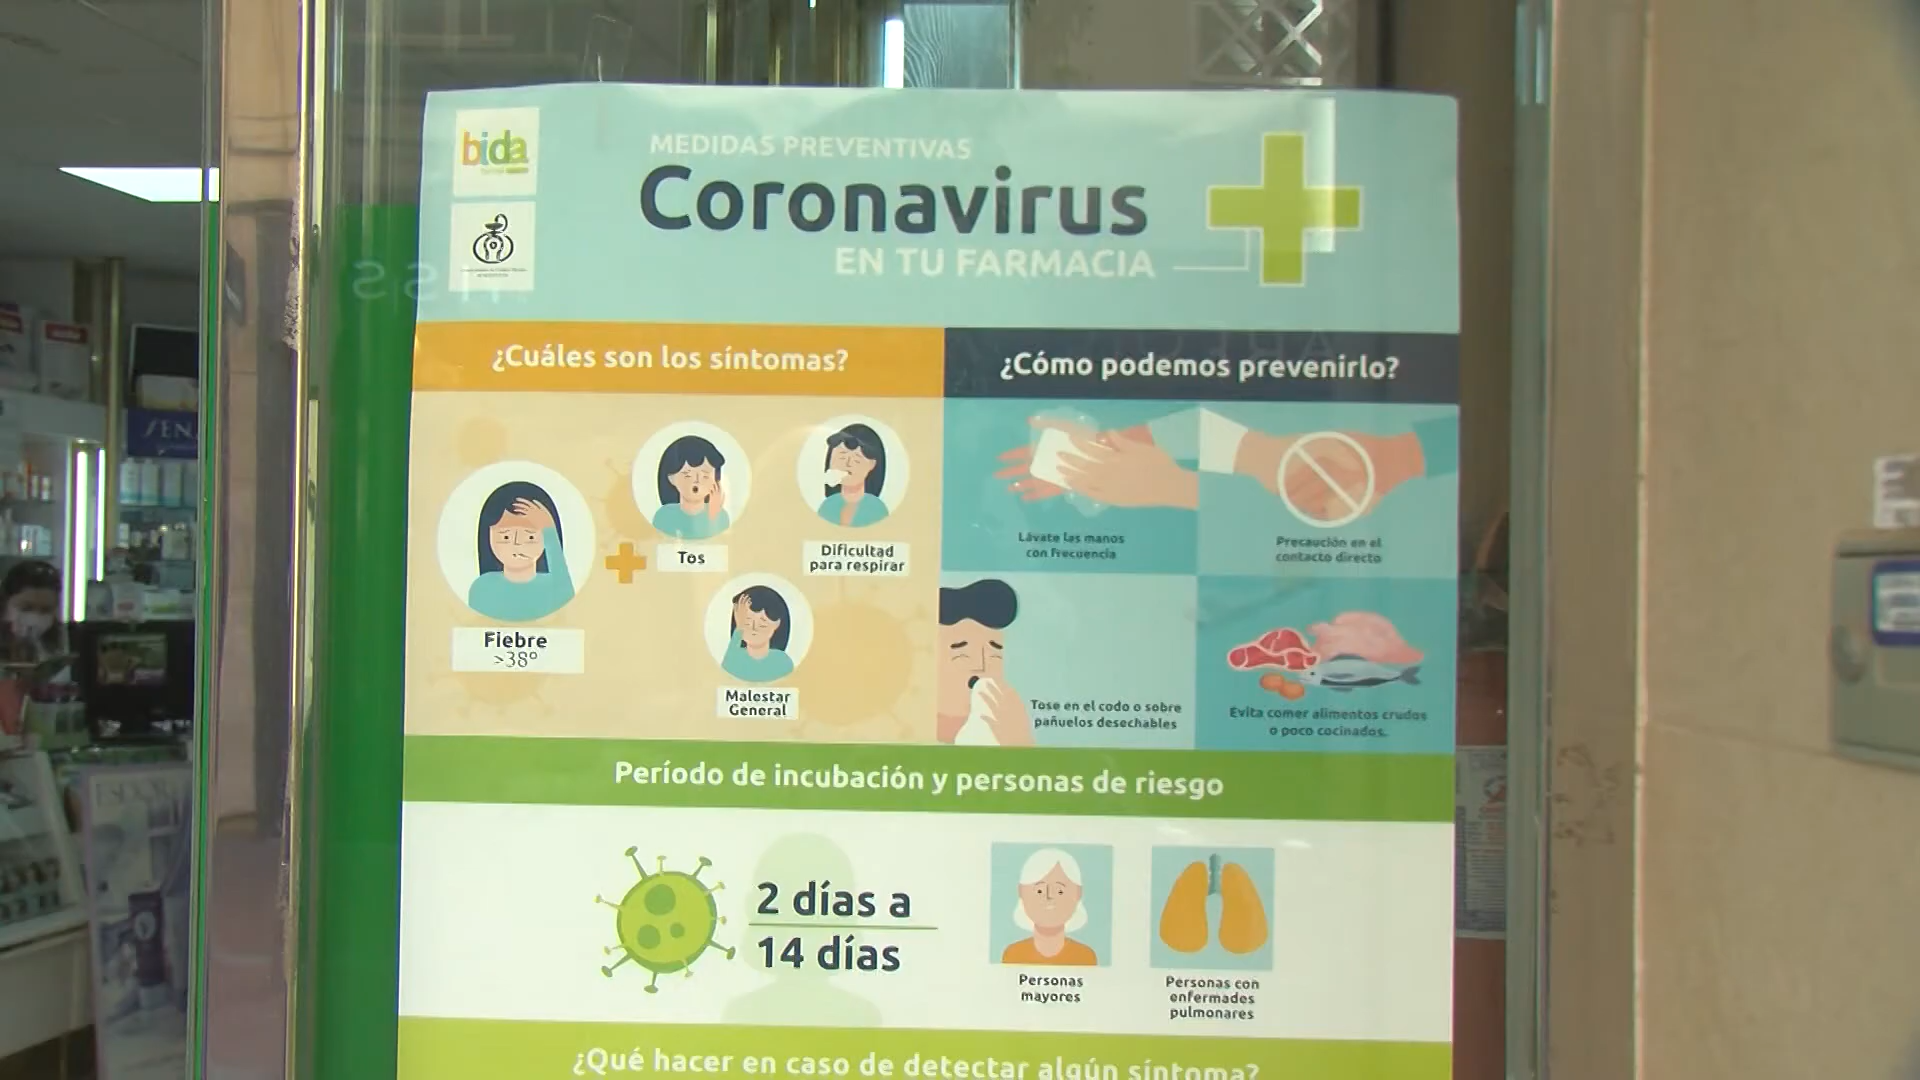 bida
MEDIDAS PREVENTIVAS
Coronavirus
EN TU FARMACIA
¿Cuáles son los síntomas?
Fiebre
>38º
Tos
Dificultad
para respirar
Malestar
General
¿Cómo podemos prevenirlo?
Lávate las manos
con frecuencia
Precaución en el
contacto directo
Tose en el codo o sobre
pañuelos desechables
Evita comer alimentos crudos
o poco cocinados.
Período de incubación y personas de riesgo
2 días a
14 días
Personas
mayores
Personas con
enfermades
pulmonares
¿Qué hacer en caso de detectar algún síntoma?